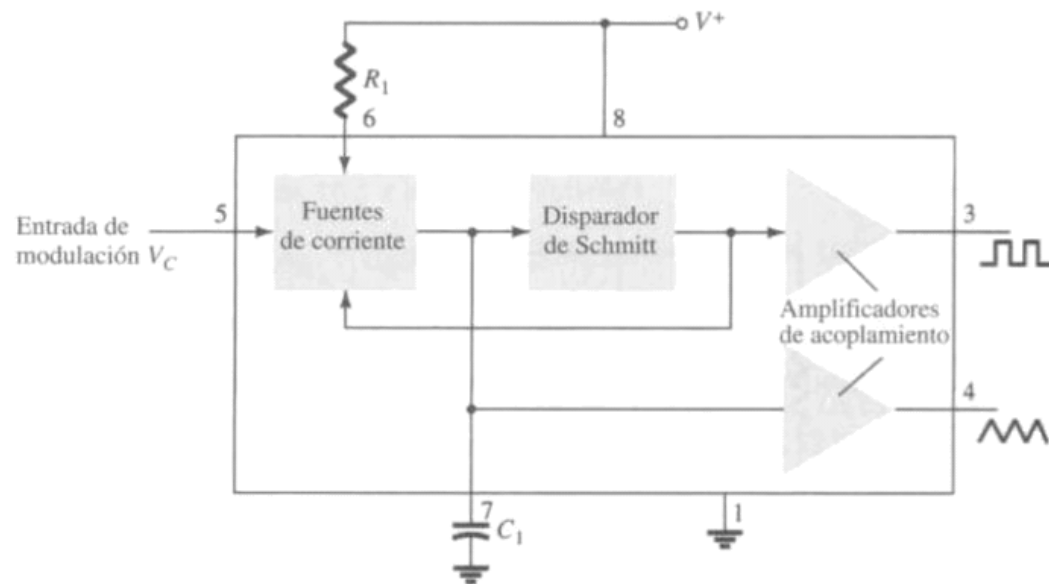 V⁺
R₁
6
8
Entrada de
modulación V_C
5
Fuentes
de corriente
Disparador
de Schmitt
3
Amplificadores
de acoplamiento
4
7
C₁
1